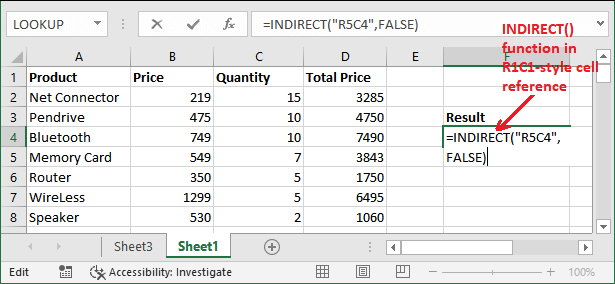 LOOKUP
=INDIRECT("R5C4",FALSE)
INDIRECT()
function in
R1C1-style cell
reference
A B C D E F
1 Product Price Quantity Total Price
2 Net Connector 219 15 3285
3 Pendrive 475 10 4750 Result
4 Bluetooth 749 10 7490 =INDIRECT("R5C4",
5 Memory Card 549 7 3843 FALSE)
6 Router 350 5 1750
7 WireLess 1299 5 6495
8 Speaker 530 2 1060
Sheet3 Sheet1
Edit Accessibility: Investigate 100%